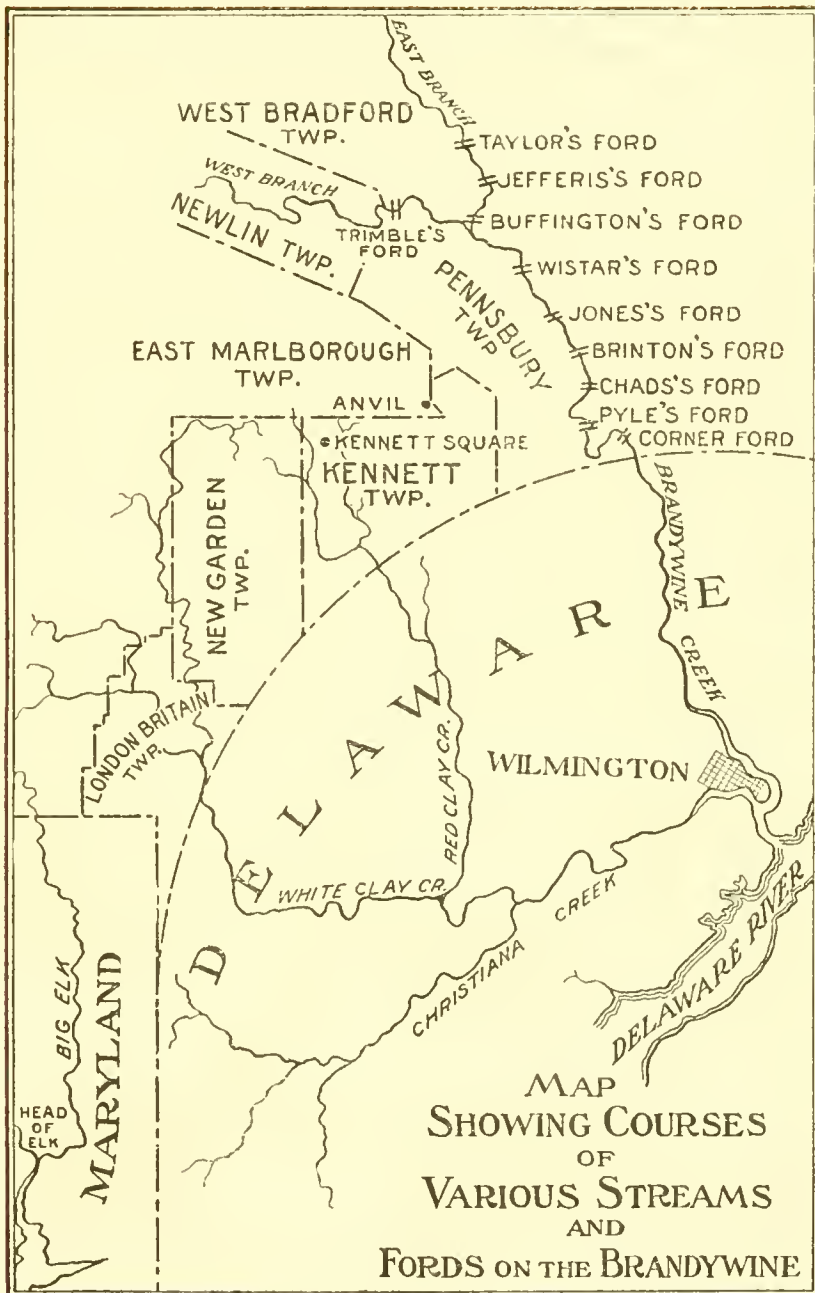 EAST BRANCH
WEST BRADFORD
TWP.
TAYLOR'S FORD
WEST BRANCH
JEFFERIS'S FORD
NEWLIN TWP.
TRIMBLE'S
FORD
BUFFINGTON'S FORD
WISTAR'S FORD
PENNSBURY
TWP
JONES'S FORD
EAST MARLBOROUGH
TWP.
BRINTON'S FORD
CHADS'S FORD
ANVIL
PYLE'S FORD
CORNER FORD
KENNETT SQUARE
KENNETT
TWP.
NEW GARDEN
TWP.
BRANDYWINE
CREEK
DELAWARE
LONDON BRITAIN
TWP.
WILMINGTON
RED CLAY CR.
WHITE CLAY CR.
CHRISTIANA CREEK
DELAWARE RIVER
BIG ELK
MARYLAND
HEAD
OF
ELK
MAP
SHOWING COURSES
OF
VARIOUS STREAMS
AND
FORDS ON THE BRANDYWINE